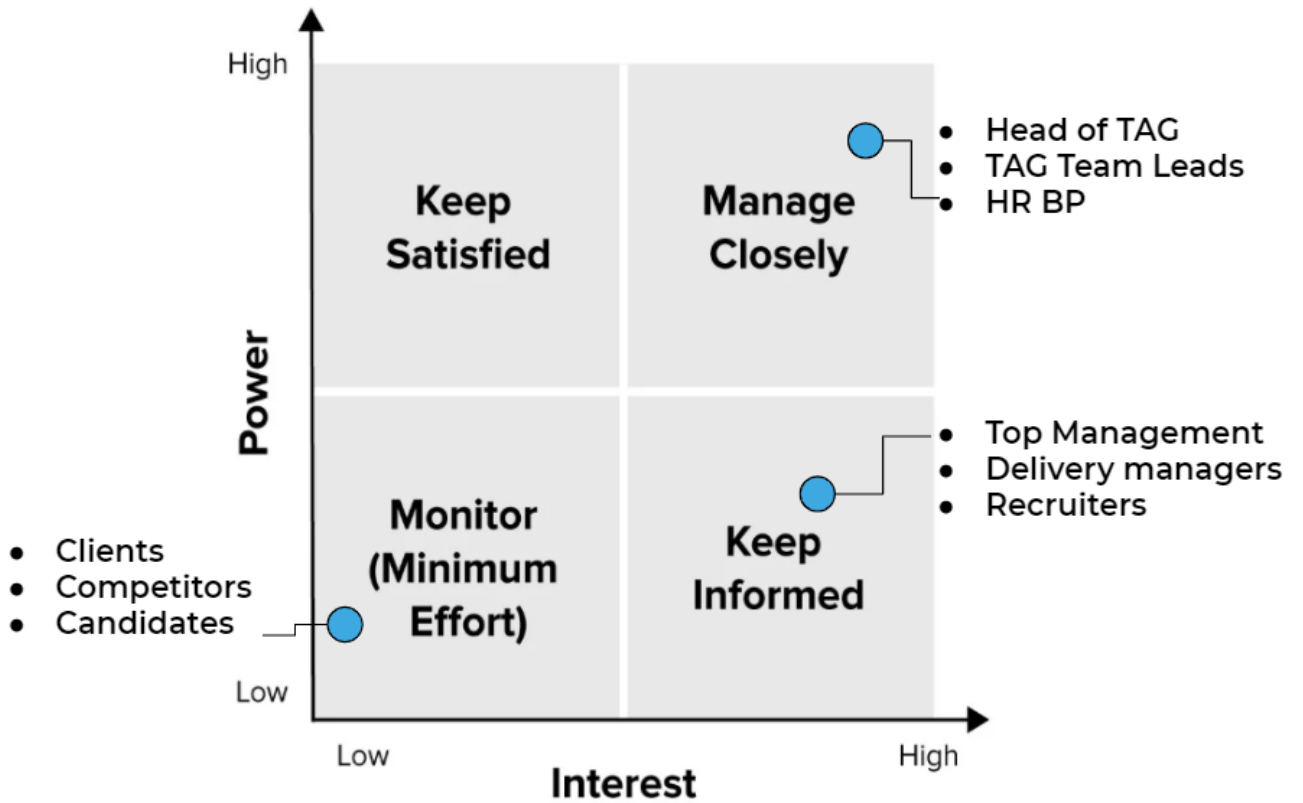 High
Keep
Satisfied
Manage
Closely
• Head of TAG
• TAG Team Leads
• HR BP
Power
Monitor
(Minimum
Effort)
Keep
Informed
• Top Management
• Delivery managers
• Recruiters
• Clients
• Competitors
• Candidates
Low
Low
High
Interest